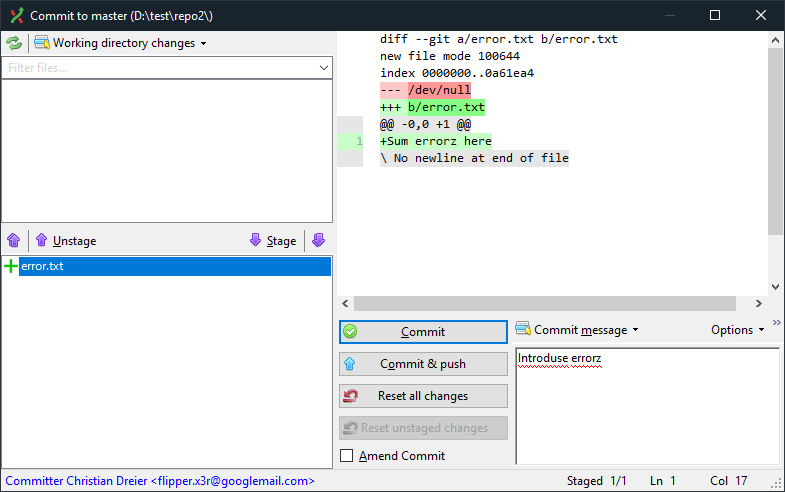 Commit to master (D:\test\repo2\)
Working directory changes
Filter files...
Unstage
Stage
error.txt
diff --git a/error.txt b/error.txt
new file mode 100644
index 0000000..0a61ea4
--- /dev/null
+++ b/error.txt
@@ -0,0 +1 @@
1 +Sum errorz here
\ No newline at end of file
Commit
Commit & push
Reset all changes
Reset unstaged changes
Amend Commit
Commit message
Options
»
Introduse errorz
Committer Christian Dreier <flipper.x3r@googlemail.com>
Staged 1/1
Ln 1
Col 17